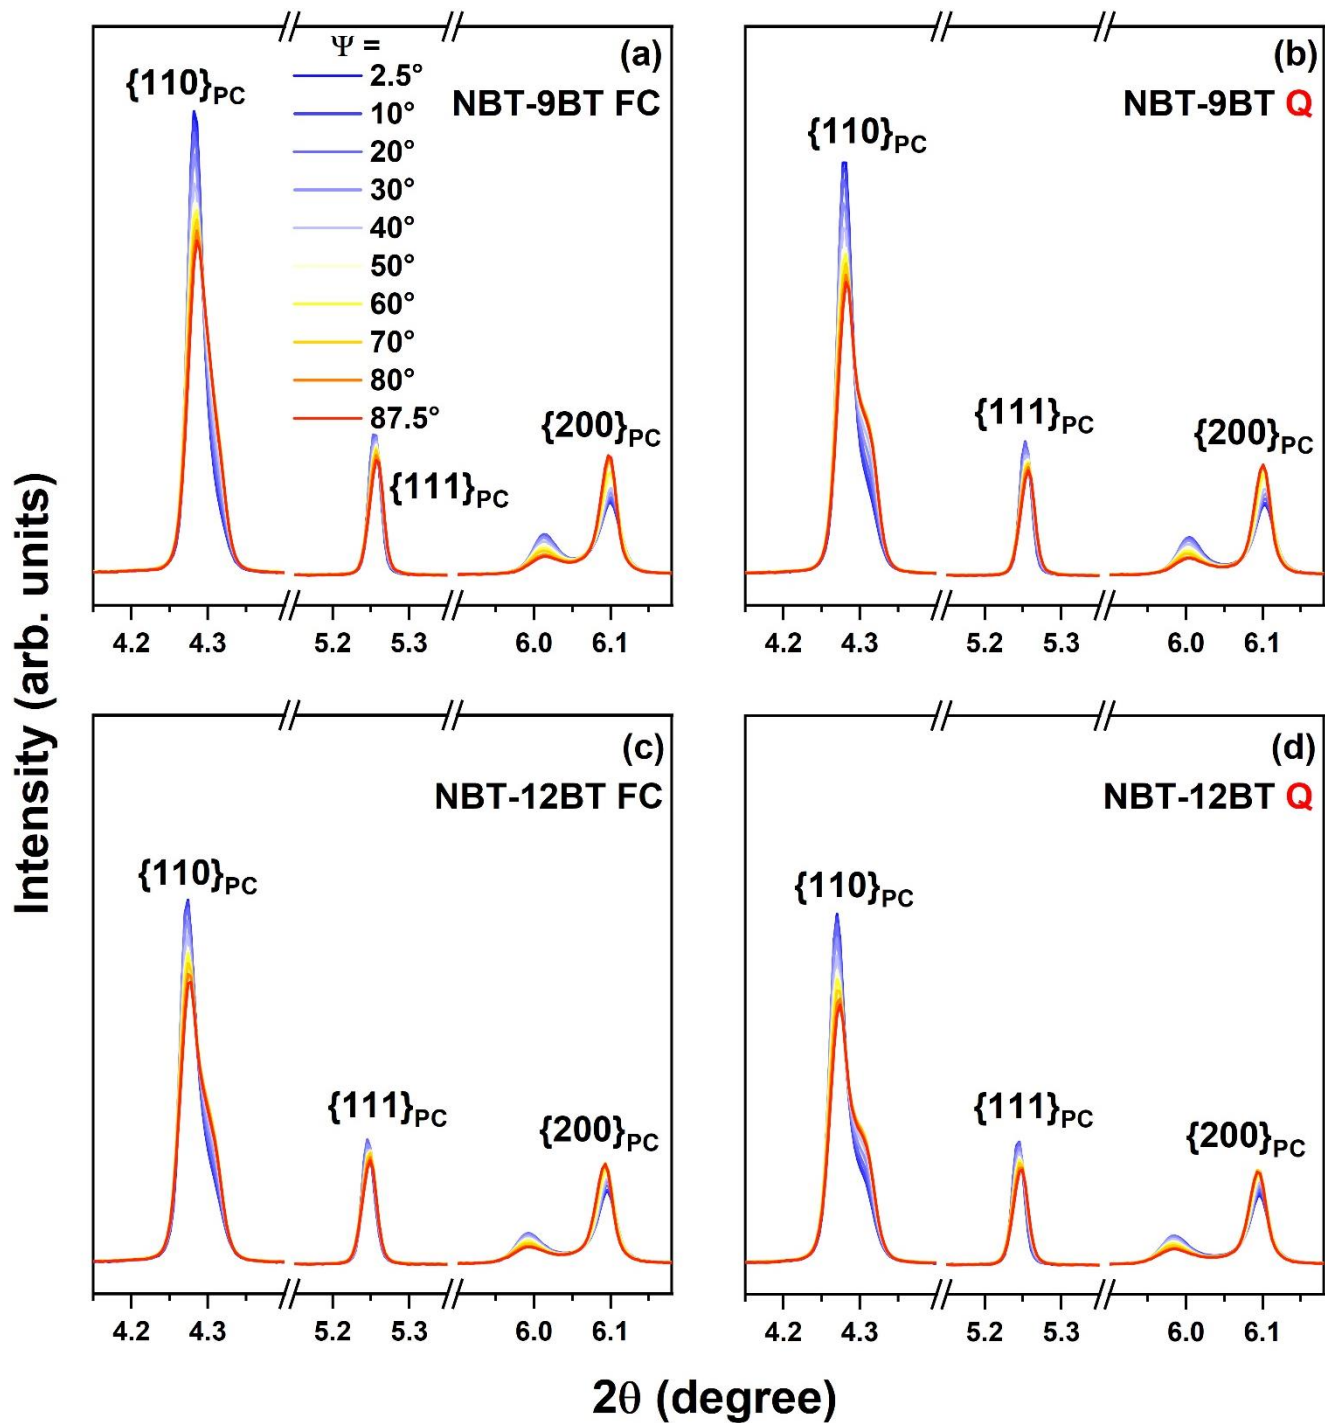 Intensity (arb. units)
(a)
NBT-9BT FC
Ψ =
2.5°
10°
20°
30°
40°
50°
60°
70°
80°
87.5°
{110}PC
{111}PC
{200}PC
4.2 4.3 5.2 5.3 6.0 6.1
(b)
NBT-9BT Q
{110}PC
{111}PC
{200}PC
4.2 4.3 5.2 5.3 6.0 6.1
(c)
NBT-12BT FC
{110}PC
{111}PC
{200}PC
4.2 4.3 5.2 5.3 6.0 6.1
(d)
NBT-12BT Q
{110}PC
{111}PC
{200}PC
4.2 4.3 5.2 5.3 6.0 6.1
2θ (degree)